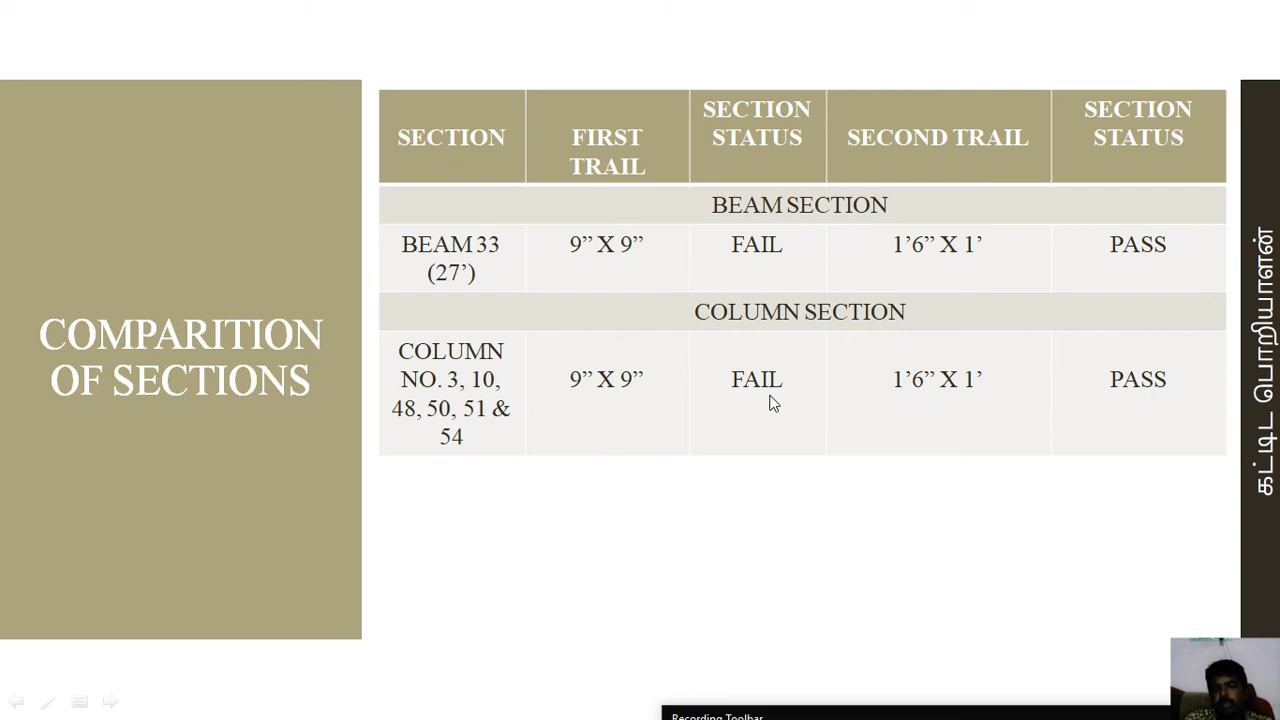 COMPARITION
OF SECTIONS
SECTION
FIRST
TRAIL
SECTION
STATUS
SECOND TRAIL
SECTION
STATUS
BEAM SECTION
BEAM 33
(27’)
9” X 9”
FAIL
1’6” X 1’
PASS
COLUMN SECTION
COLUMN
NO. 3, 10,
48, 50, 51 &
54
9” X 9”
FAIL
1’6” X 1’
PASS
கட்டிட பொறியாளன்
Recording Toolbar